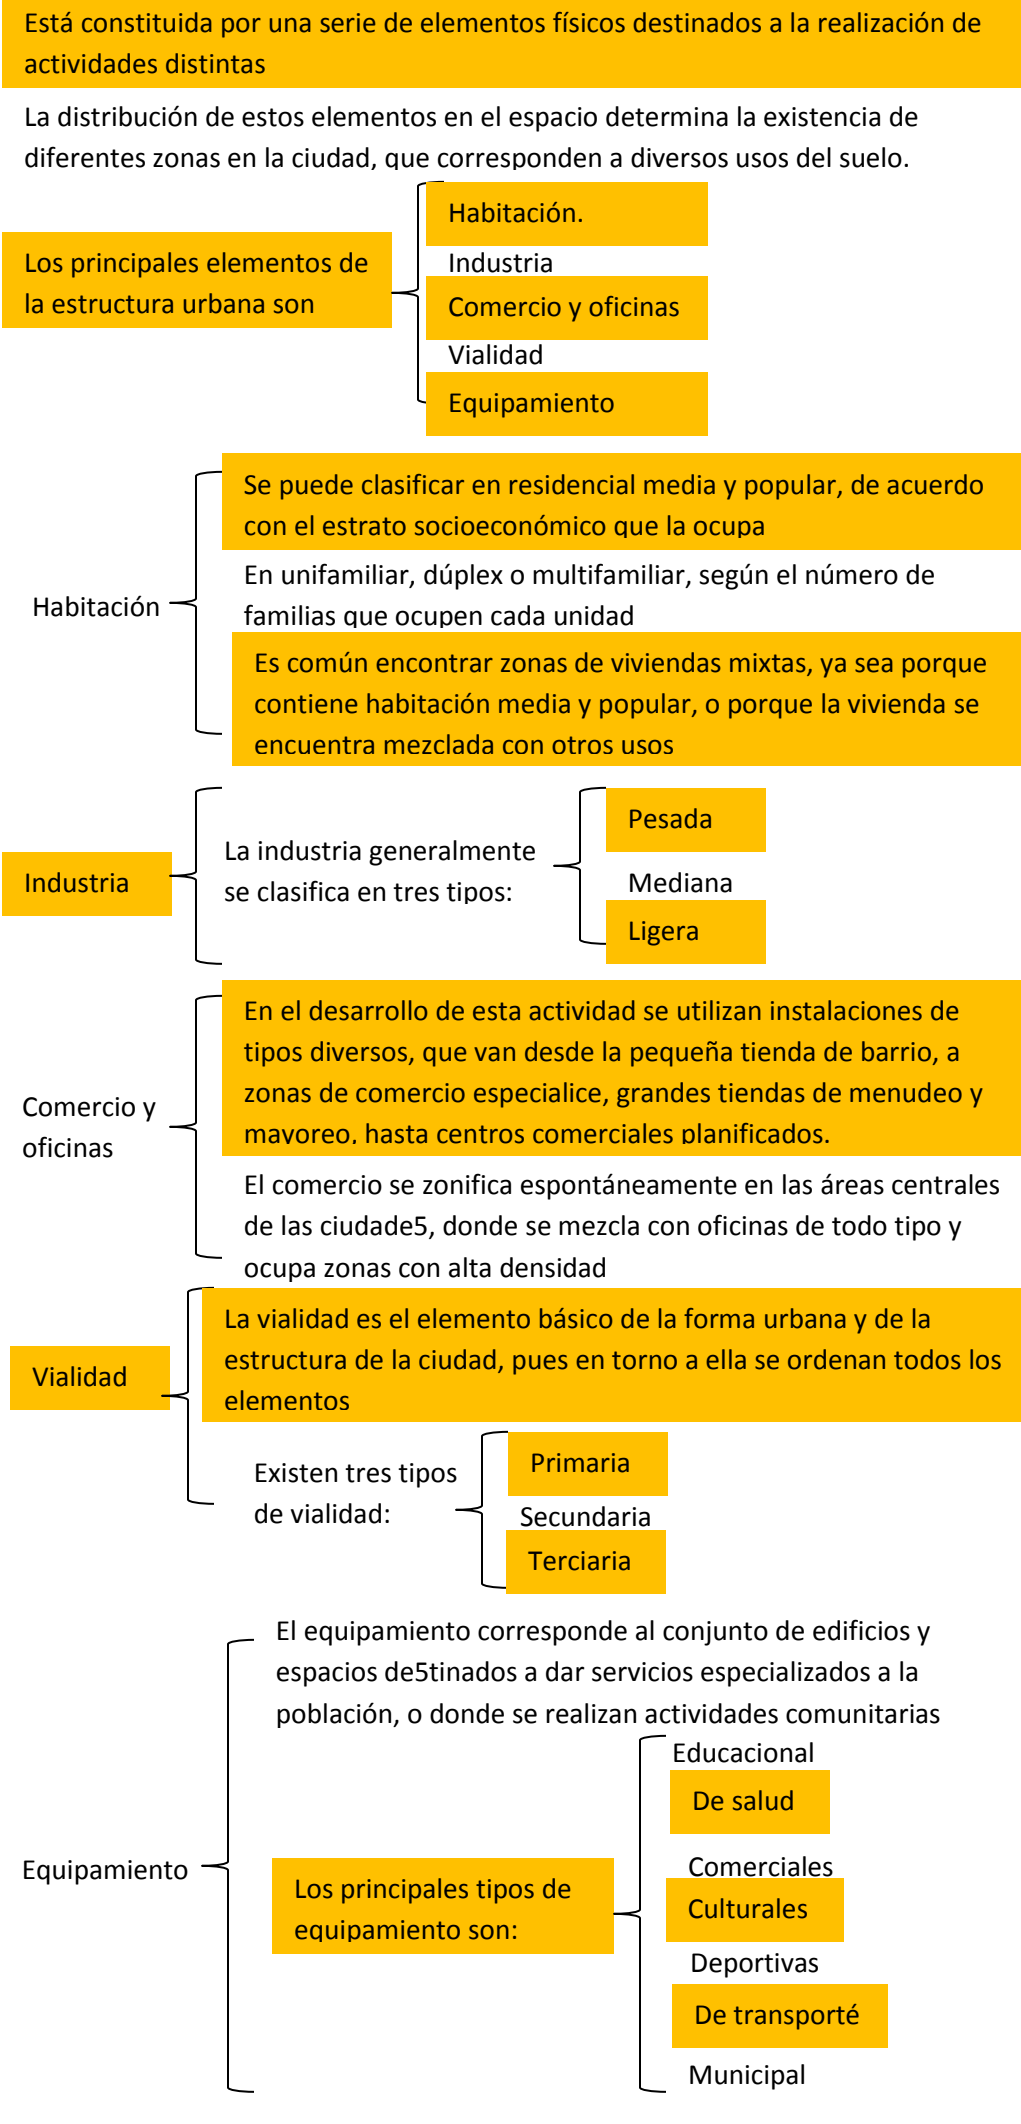 Está constituida por una serie de elementos físicos destinados a la realización de
actividades distintas
La distribución de estos elementos en el espacio determina la existencia de
diferentes zonas en la ciudad, que corresponden a diversos usos del suelo.
Los principales elementos de
la estructura urbana son
Habitación.
Industria
Comercio y oficinas
Vialidad
Equipamiento
Habitación
Se puede clasificar en residencial media y popular, de acuerdo
con el estrato socioeconómico que la ocupa
En unifamiliar, dúplex o multifamiliar, según el número de
familias que ocupen cada unidad
Es común encontrar zonas de viviendas mixtas, ya sea porque
contiene habitación media y popular, o porque la vivienda se
encuentra mezclada con otros usos
Industria
La industria generalmente
se clasifica en tres tipos:
Pesada
Mediana
Ligera
Comercio y
oficinas
En el desarrollo de esta actividad se utilizan instalaciones de
tipos diversos, que van desde la pequeña tienda de barrio, a
zonas de comercio especialice, grandes tiendas de menudeo y
mayoreo, hasta centros comerciales planificados.
El comercio se zonifica espontáneamente en las áreas centrales
de las ciudade5, donde se mezcla con oficinas de todo tipo y
ocupa zonas con alta densidad
Vialidad
La vialidad es el elemento básico de la forma urbana y de la
estructura de la ciudad, pues en torno a ella se ordenan todos los
elementos
Existen tres tipos
de vialidad:
Primaria
Secundaria
Terciaria
Equipamiento
El equipamiento corresponde al conjunto de edificios y
espacios de5tinados a dar servicios especializados a la
población, o donde se realizan actividades comunitarias
Los principales tipos de
equipamiento son:
Educacional
De salud
Comerciales
Culturales
Deportivas
De transporté
Municipal